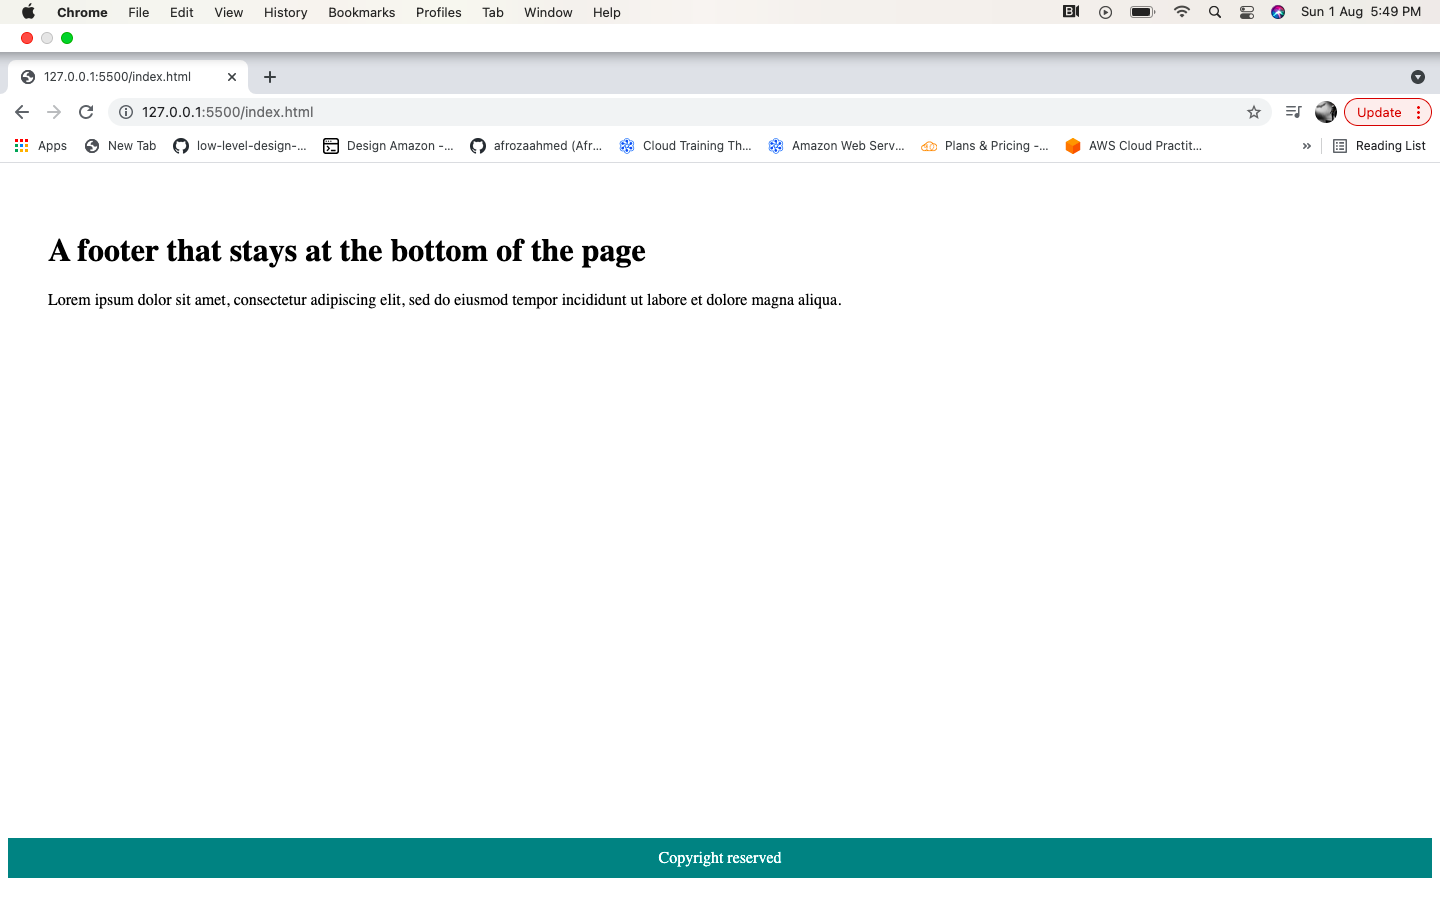 Chrome File Edit View History Bookmarks Profiles Tab Window Help Sun 1 Aug 5:49 PM
127.0.0.1:5500/index.html
127.0.0.1:5500/index.html Update
Apps New Tab low-level-design-... Design Amazon -... afrozaahmed (Afr... Cloud Training Th... Amazon Web Serv... Plans & Pricing -... AWS Cloud Practit... » Reading List
A footer that stays at the bottom of the page
Lorem ipsum dolor sit amet, consectetur adipiscing elit, sed do eiusmod tempor incididunt ut labore et dolore magna aliqua.
Copyright reserved